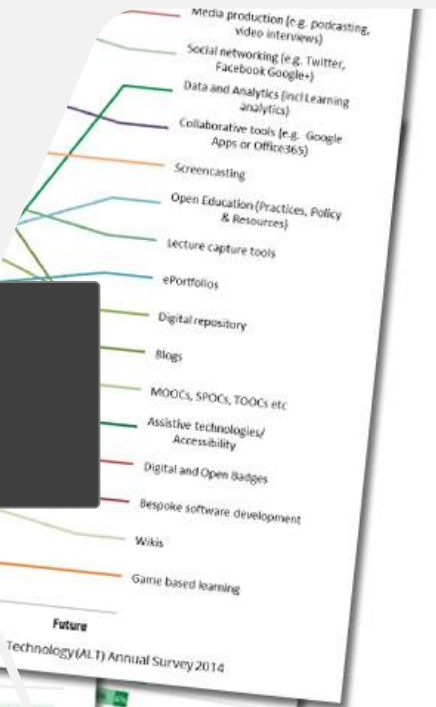 Media production (e.g. podcasting,
video interviews)
Social networking (e.g. Twitter,
Facebook Google+)
Data and Analytics (incl Learning
analytics)
Collaborative tools (e.g. Google
Apps or Office365)
Screencasting
Open Education (Practices, Policy
& Resources)
Lecture capture tools
ePortfolios
Digital repository
Blogs
MOOCs, SPOCs, TOOCs etc
Assistive technologies/
Accessibility
Digital and Open Badges
Bespoke software development
Wikis
Game based learning
Future
Technology (ALT) Annual Survey 2014